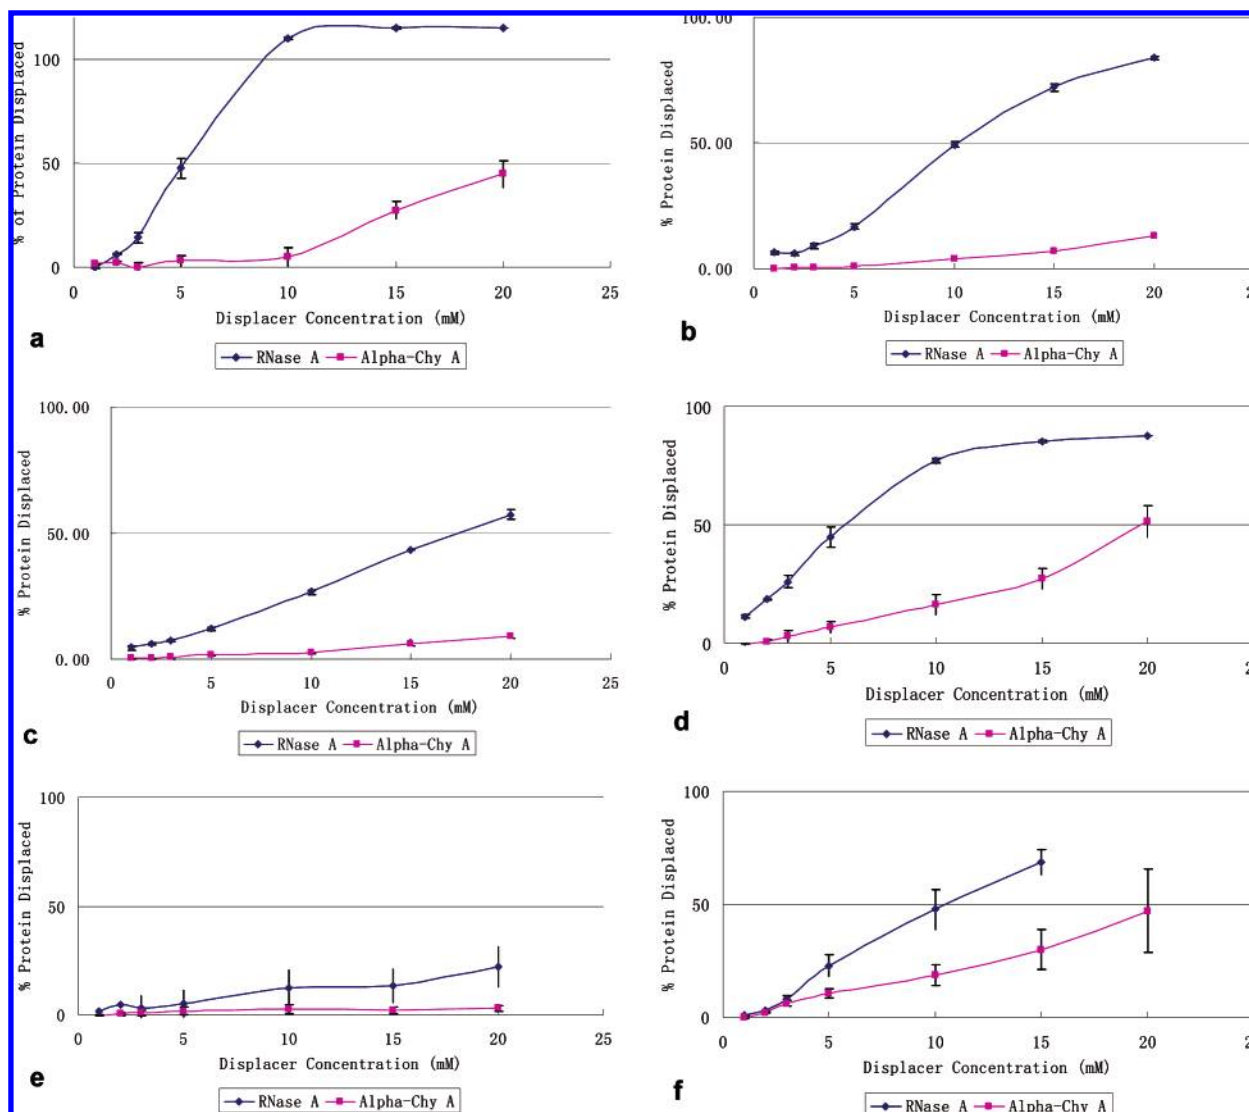 100
50
0
0 5 10 15 20 25
% of Protein Displaced
Displacer Concentration (mM)
a
RNase A Alpha-Chy A
100.00
50.00
0.00
0 5 10 15 20
% Protein Displaced
Displacer Concentration (mM)
b
RNase A Alpha-Chy A
100.00
50.00
0.00
0 5 10 15 20 25
% Protein Displaced
Displacer Concentration (mM)
c
RNase A Alpha-Chy A
100
50
0
0 5 10 15 20
% Protein Displaced
Displacer Concentration (mM)
d
RNase A Alpha-Chy A
100
50
0
0 5 10 15 20 25
% Protein Displaced
Displacer Concentration (mM)
e
RNase A Alpha-Chy A
100
50
0
0 5 10 15 20
% Protein Displaced
Displacer Concentration (mM)
f
RNase A Alpha-Chy A